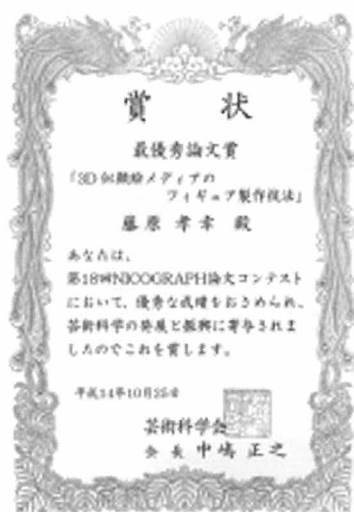 賞 状
最優秀論文賞
「3D似顔絵メディアの
フィギュア製作技法」
藤原 孝幸 殿
あなたは、
第18回NICOGRAPH論文コンテスト
において、優秀な成績をおさめられ、
芸術科学の発展と振興に寄与されま
したのでこれを賞します。
平成14年10月25日
芸術科学会
会 長 中嶋 正之